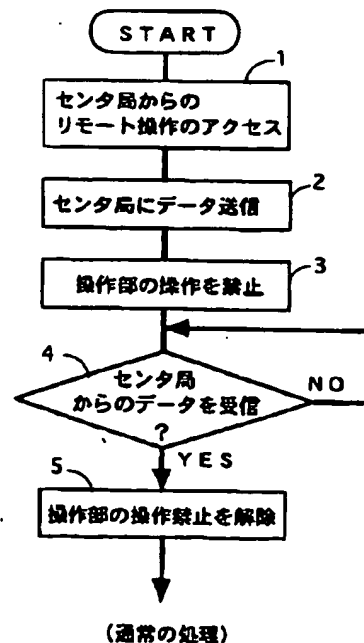 START
1
センタ局からの
リモート操作のアクセス
2
センタ局にデータ送信
3
操作部の操作を禁止
4
センタ局
からのデータを受信
?
NO
YES
5
操作部の操作禁止を解除
(通常の処理)